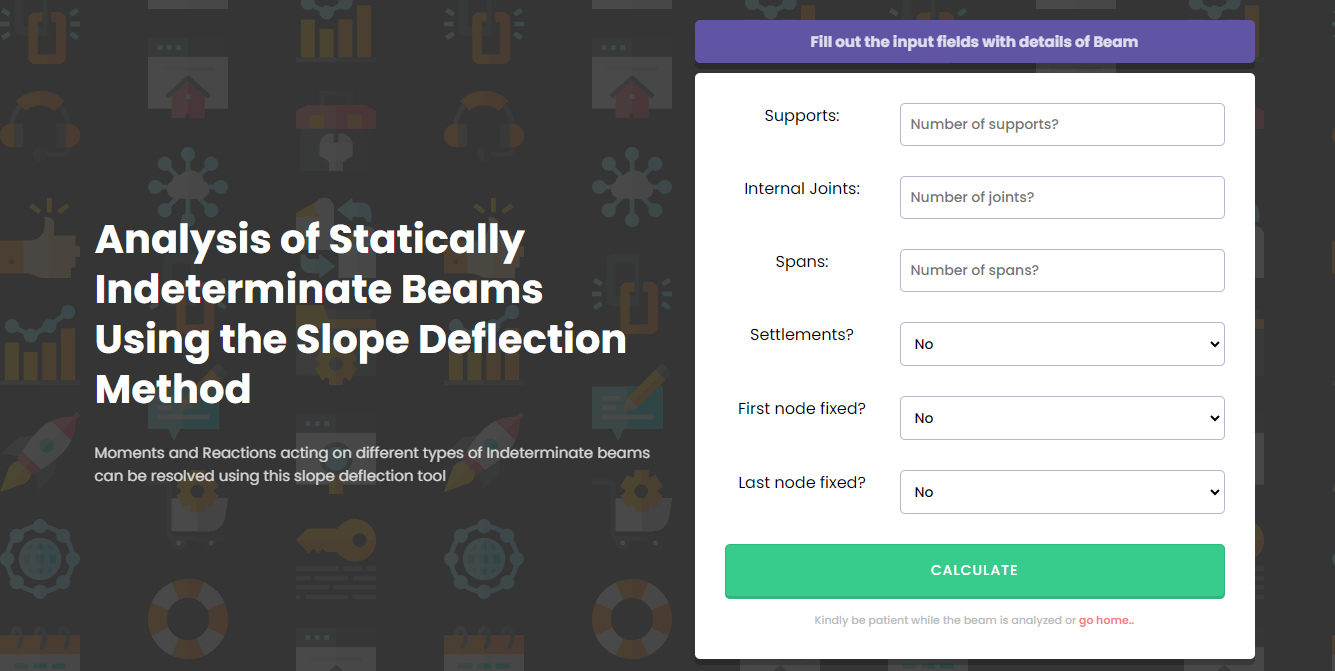 Analysis of Statically
Indeterminate Beams
Using the Slope Deflection
Method
Moments and Reactions acting on different types of Indeterminate beams
can be resolved using this slope deflection tool
Fill out the input fields with details of Beam
Supports:
Number of supports?
Internal Joints:
Number of joints?
Spans:
Number of spans?
Settlements?
No
First node fixed?
No
Last node fixed?
No
CALCULATE
Kindly be patient while the beam is analyzed or go home..